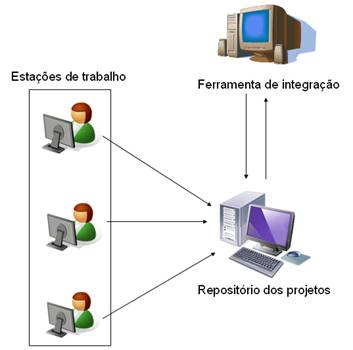 Estações de trabalho
Ferramenta de integração
Repositório dos projetos